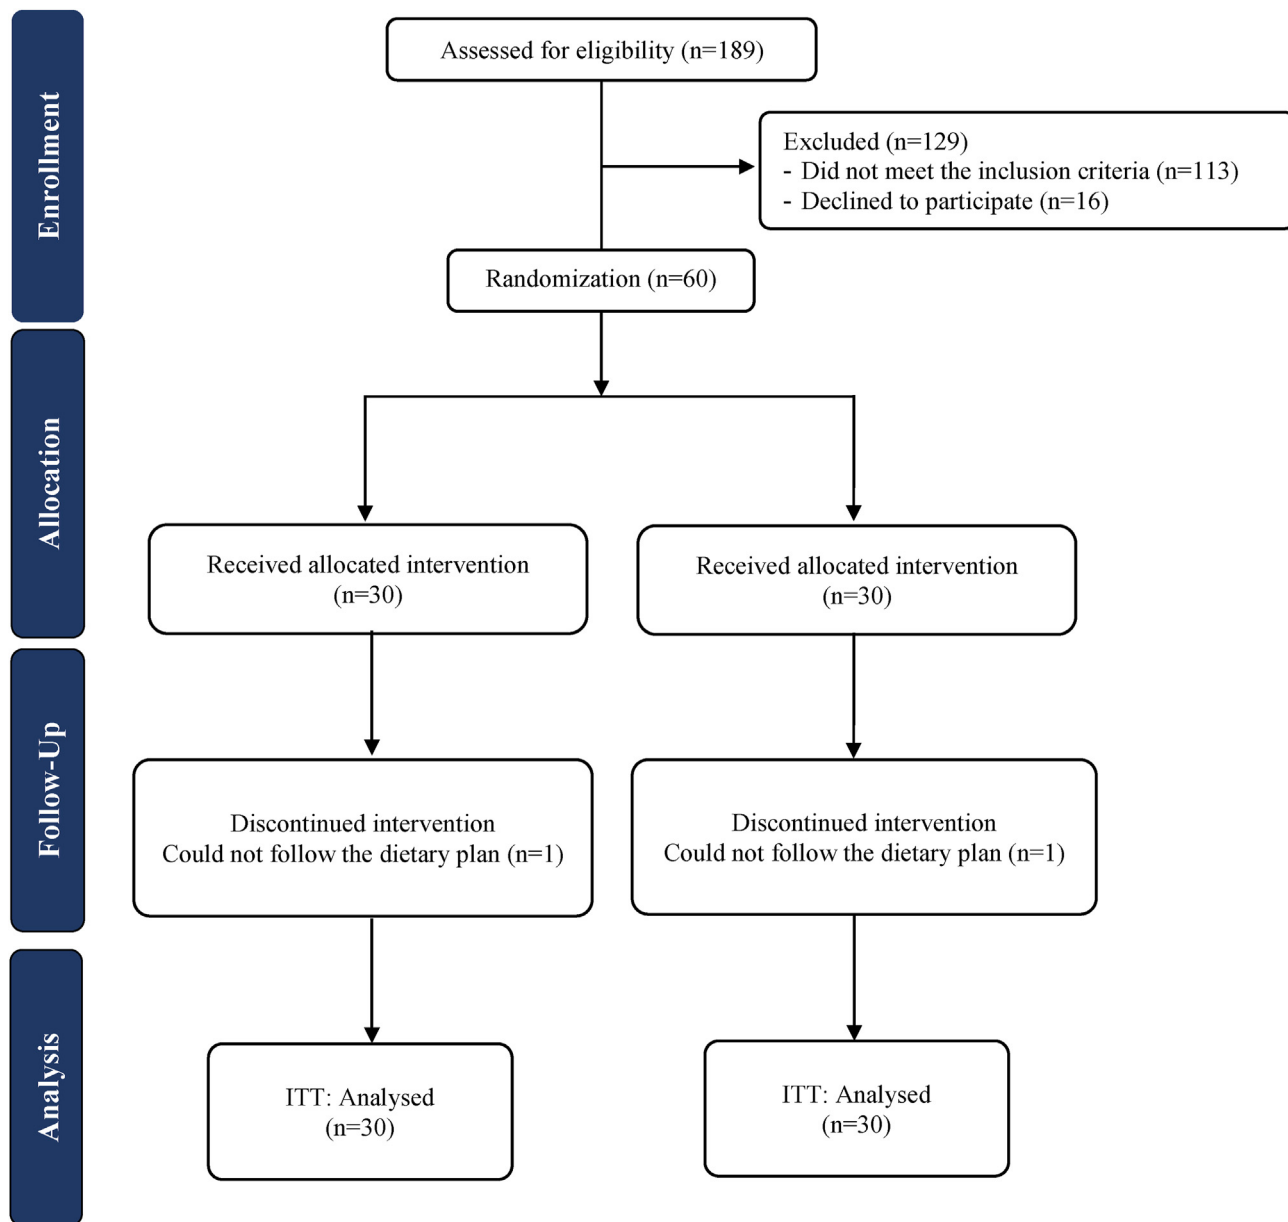 Enrollment
Assessed for eligibility (n=189)
Excluded (n=129)
- Did not meet the inclusion criteria (n=113)
- Declined to participate (n=16)
Randomization (n=60)
Allocation
Received allocated intervention
(n=30)
Received allocated intervention
(n=30)
Follow-Up
Discontinued intervention
Could not follow the dietary plan (n=1)
Discontinued intervention
Could not follow the dietary plan (n=1)
Analysis
ITT: Analysed
(n=30)
ITT: Analysed
(n=30)